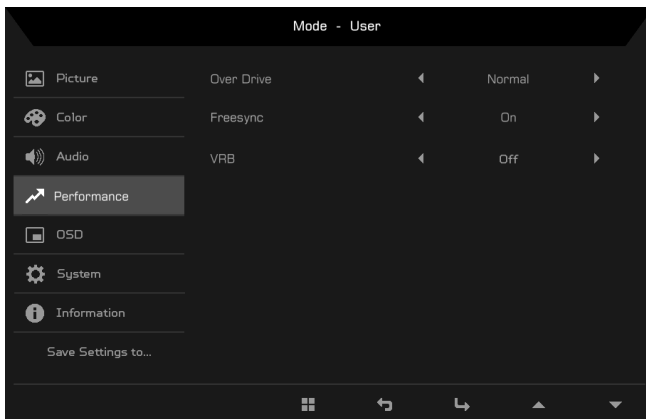 Mode - User
Picture
Over Drive Normal
Color
Freesync On
Audio
VRB Off
Performance
OSD
System
Information
Save Settings to...